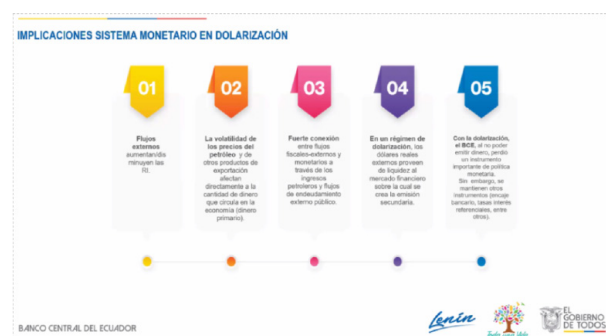 IMPLICACIONES SISTEMA MONETARIO EN DOLARIZACIÓN
01
Flujos
externos
aumentan/dis
minuyen las
RI.
02
La volatilidad de
los precios del
petróleo y de
otros productos de
exportación
afectan
directamente a la
cantidad de dinero
que circula en la
economía (dinero
primario).
03
Fuerte conexión
entre flujos
fiscales-externos y
monetarios a
través de los
ingresos
petroleros y flujos
de endeudamiento
externo público.
04
En un régimen de
dolarización, los
dólares reales
externos proveen
de liquidez al
mercado financiero
sobre la cual se
crea la emisión
secundaria.
05
Con la dolarización,
el BCE, al no poder
emitir dinero, perdió
un instrumento
importante de política
monetaria.
Sin embargo, se
mantienen otros
instrumentos (encaje
bancario, tasas interés
referenciales, entre
otros).
BANCO CENTRAL DEL ECUADOR
Lenín
EL
GOBIERNO
DE TODOS